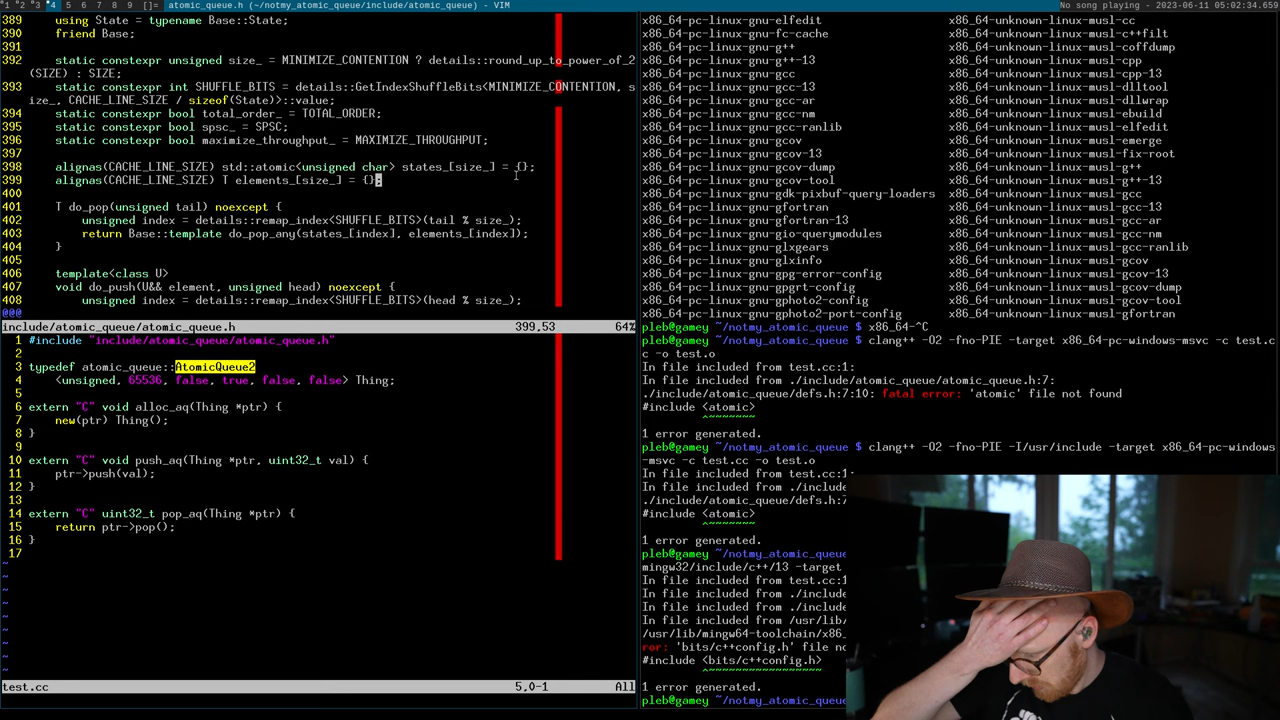 1 2 3 4 5 6 7 8 9 []= atomic_queue.h (~/notmy_atomic_queue/include/atomic_queue) - VIM
No song playing - 2023-06-11 05:02:34.659
389     using State = typename Base::State;
390     friend Base;
391
392     static constexpr unsigned size_ = MINIMIZE_CONTENTION ? details::round_up_to_power_of_2
(SIZE) : SIZE;
393     static constexpr int SHUFFLE_BITS = details::GetIndexShuffleBits<MINIMIZE_CONTENTION, s
ize_, CACHE_LINE_SIZE / sizeof(State)>::value;
394     static constexpr bool total_order_ = TOTAL_ORDER;
395     static constexpr bool spsc_ = SPSC;
396     static constexpr bool maximize_throughput_ = MAXIMIZE_THROUGHPUT;
397
398     alignas(CACHE_LINE_SIZE) std::atomic<unsigned char> states_[size_] = {};
399     alignas(CACHE_LINE_SIZE) T elements_[size_] = {};
400
401     T do_pop(unsigned tail) noexcept {
402         unsigned index = details::remap_index<SHUFFLE_BITS>(tail % size_);
403         return Base::template do_pop_any(states_[index], elements_[index]);
404     }
405
406     template<class U>
407     void do_push(U&& element, unsigned head) noexcept {
408         unsigned index = details::remap_index<SHUFFLE_BITS>(head % size_);
@@@
include/atomic_queue/atomic_queue.h 399,53 64%
1 #include "include/atomic_queue/atomic_queue.h"
2
3 typedef atomic_queue::AtomicQueue2
4     <unsigned, 65536, false, true, false, false> Thing;
5
6 extern "C" void alloc_aq(Thing *ptr) {
7     new(ptr) Thing();
8 }
9
10 extern "C" void push_aq(Thing *ptr, uint32_t val) {
11     ptr->push(val);
12 }
13
14 extern "C" uint32_t pop_aq(Thing *ptr) {
15     return ptr->pop();
16 }
17
~
~
~
~
~
~
~
~
~
test.cc 5,0-1 All
x86_64-pc-linux-gnu-elfedit x86_64-unknown-linux-musl-cc
x86_64-pc-linux-gnu-fc-cache x86_64-unknown-linux-musl-c++filt
x86_64-pc-linux-gnu-g++ x86_64-unknown-linux-musl-coffdump
x86_64-pc-linux-gnu-g++-13 x86_64-unknown-linux-musl-cpp
x86_64-pc-linux-gnu-gcc x86_64-unknown-linux-musl-cpp-13
x86_64-pc-linux-gnu-gcc-13 x86_64-unknown-linux-musl-dlltool
x86_64-pc-linux-gnu-gcc-ar x86_64-unknown-linux-musl-dllwrap
x86_64-pc-linux-gnu-gcc-nm x86_64-unknown-linux-musl-ebuild
x86_64-pc-linux-gnu-gcc-ranlib x86_64-unknown-linux-musl-elfedit
x86_64-pc-linux-gnu-gcov x86_64-unknown-linux-musl-emerge
x86_64-pc-linux-gnu-gcov-13 x86_64-unknown-linux-musl-fix-root
x86_64-pc-linux-gnu-gcov-dump x86_64-unknown-linux-musl-g++
x86_64-pc-linux-gnu-gcov-tool x86_64-unknown-linux-musl-g++-13
x86_64-pc-linux-gnu-gdk-pixbuf-query-loaders x86_64-unknown-linux-musl-gcc
x86_64-pc-linux-gnu-gfortran x86_64-unknown-linux-musl-gcc-13
x86_64-pc-linux-gnu-gfortran-13 x86_64-unknown-linux-musl-gcc-ar
x86_64-pc-linux-gnu-gio-querymodules x86_64-unknown-linux-musl-gcc-nm
x86_64-pc-linux-gnu-glxgears x86_64-unknown-linux-musl-gcc-ranlib
x86_64-pc-linux-gnu-glxinfo x86_64-unknown-linux-musl-gcov
x86_64-pc-linux-gnu-gpg-error-config x86_64-unknown-linux-musl-gcov-13
x86_64-pc-linux-gnu-gpgrt-config x86_64-unknown-linux-musl-gcov-dump
x86_64-pc-linux-gnu-gphoto2-config x86_64-unknown-linux-musl-gcov-tool
x86_64-pc-linux-gnu-gphoto2-port-config x86_64-unknown-linux-musl-gfortran
pleb@gamey ~/notmy_atomic_queue $ x86_64-^C
pleb@gamey ~/notmy_atomic_queue $ clang++ -O2 -fno-PIE -target x86_64-pc-windows-msvc -c test.c
c -o test.o
In file included from test.cc:1:
In file included from ./include/atomic_queue/atomic_queue.h:7:
./include/atomic_queue/defs.h:7:10: fatal error: 'atomic' file not found
#include <atomic>
^~~~~~~~
1 error generated.
pleb@gamey ~/notmy_atomic_queue $ clang++ -O2 -fno-PIE -I/usr/include -target x86_64-pc-windows
-msvc -c test.cc -o test.o
In file included from test.cc:1:
In file included from ./include
./include/atomic_queue/defs.h:7
#include <atomic>
^~~~~~~~
1 error generated.
pleb@gamey ~/notmy_atomic_queue
mingw32/include/c++/13 -target
In file included from test.cc:1
In file included from ./include
In file included from ./include
In file included from /usr/lib/
/usr/lib/mingw64-toolchain/x86_
ror: 'bits/c++config.h' file no
#include <bits/c++config.h>
^~~~~~~~~~~~~~~~~~
1 error generated.
pleb@gamey ~/notmy_atomic_queue